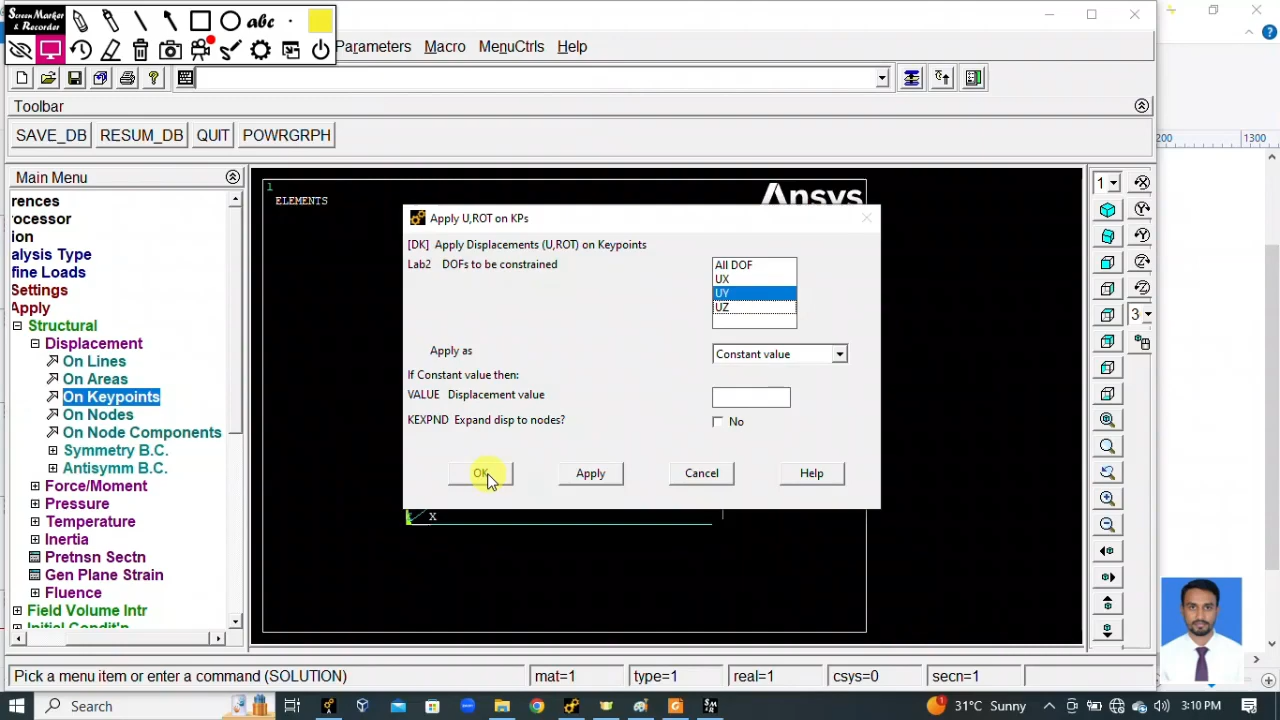 Screen Marker
& Recorder
abc
Parameters Macro MenuCtrls Help
Toolbar
SAVE_DB RESUM_DB QUIT POWRGRPH
200 1300
Main Menu
rences
rocessor
ion
alysis Type
fine Loads
Settings
Apply
Structural
Displacement
On Lines
On Areas
On Keypoints
On Nodes
On Node Components
Symmetry B.C.
Antisymm B.C.
Force/Moment
Pressure
Temperature
Inertia
Pretnsn Sectn
Gen Plane Strain
Fluence
Field Volume Intr
Initial Condit'n
1
ELEMENTS
Ansys
Apply U,ROT on KPs
[DK] Apply Displacements (U,ROT) on Keypoints
Lab2 DOFs to be constrained
All DOF
UX
UY
UZ
Apply as
Constant value
If Constant value then:
VALUE Displacement value
KEXPND Expand disp to nodes?
No
OK Apply Cancel Help
X
1
3
Pick a menu item or enter a command (SOLUTION)
mat=1 type=1 real=1 csys=0 secn=1
Search
31°C Sunny
3:10 PM